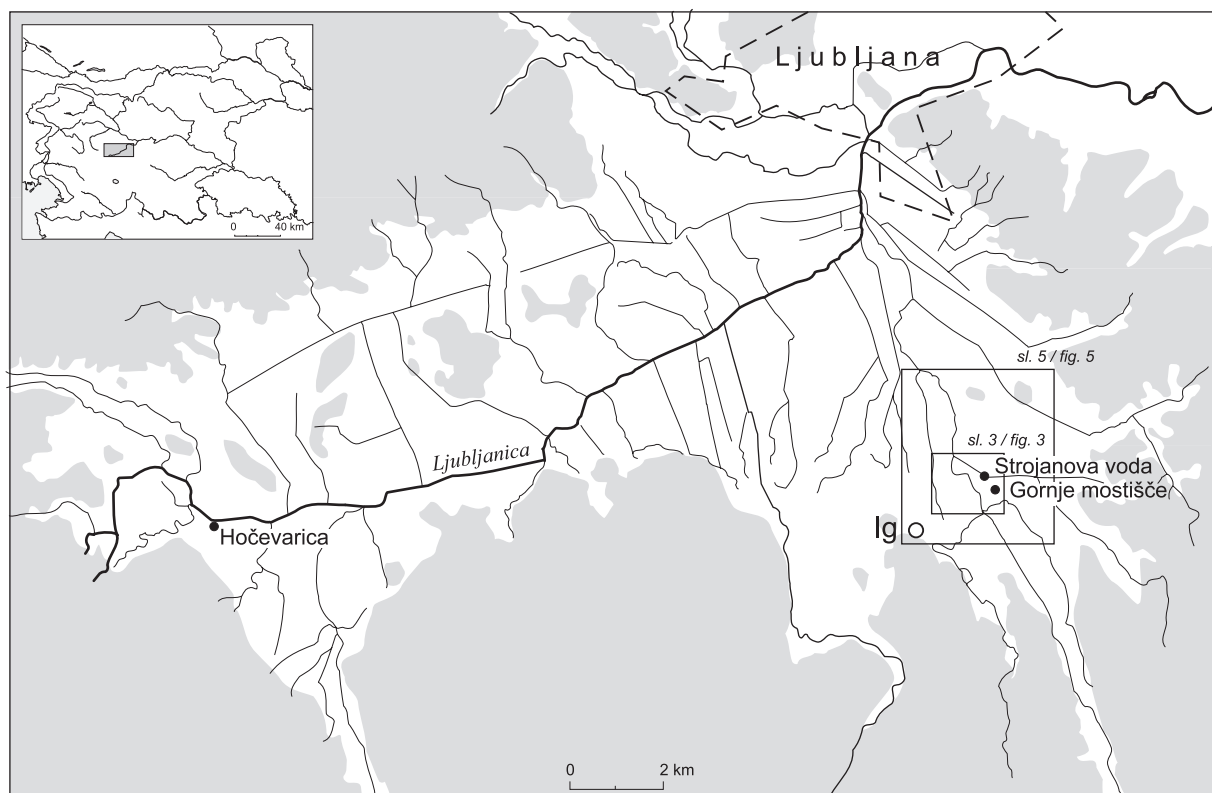 Ljubljana
0 40 km
sl. 5 / fig. 5
sl. 3 / fig. 3
Ljubljanica
Strojanova voda
Gornje mostišče
Hočevarica
Ig
0 2 km